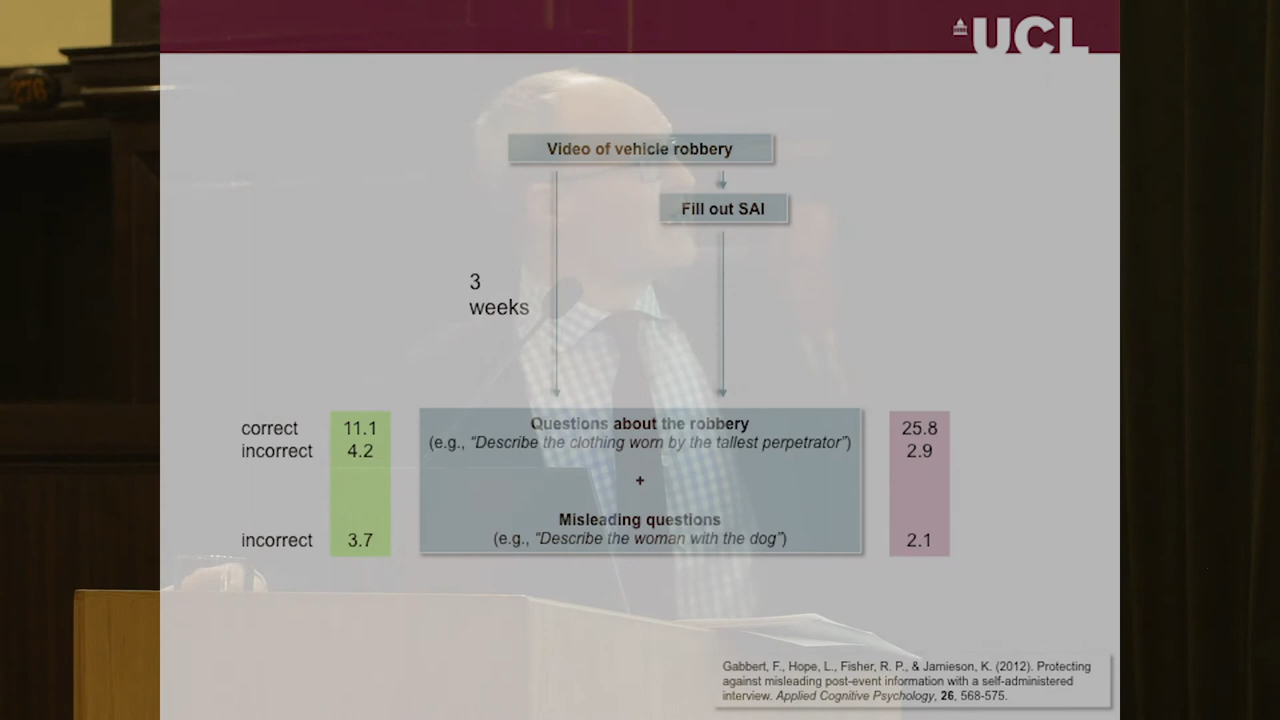 UCL
276
Video of vehicle robbery
Fill out SAI
3
weeks
correct 11.1
incorrect 4.2
incorrect 3.7
Questions about the robbery
(e.g., “Describe the clothing worn by the tallest perpetrator”)
+
Misleading questions
(e.g., “Describe the woman with the dog”)
25.8
2.9
2.1
Gabbert, F., Hope, L., Fisher, R. P., & Jamieson, K. (2012). Protecting
against misleading post-event information with a self-administered
interview. Applied Cognitive Psychology, 26, 568-575.